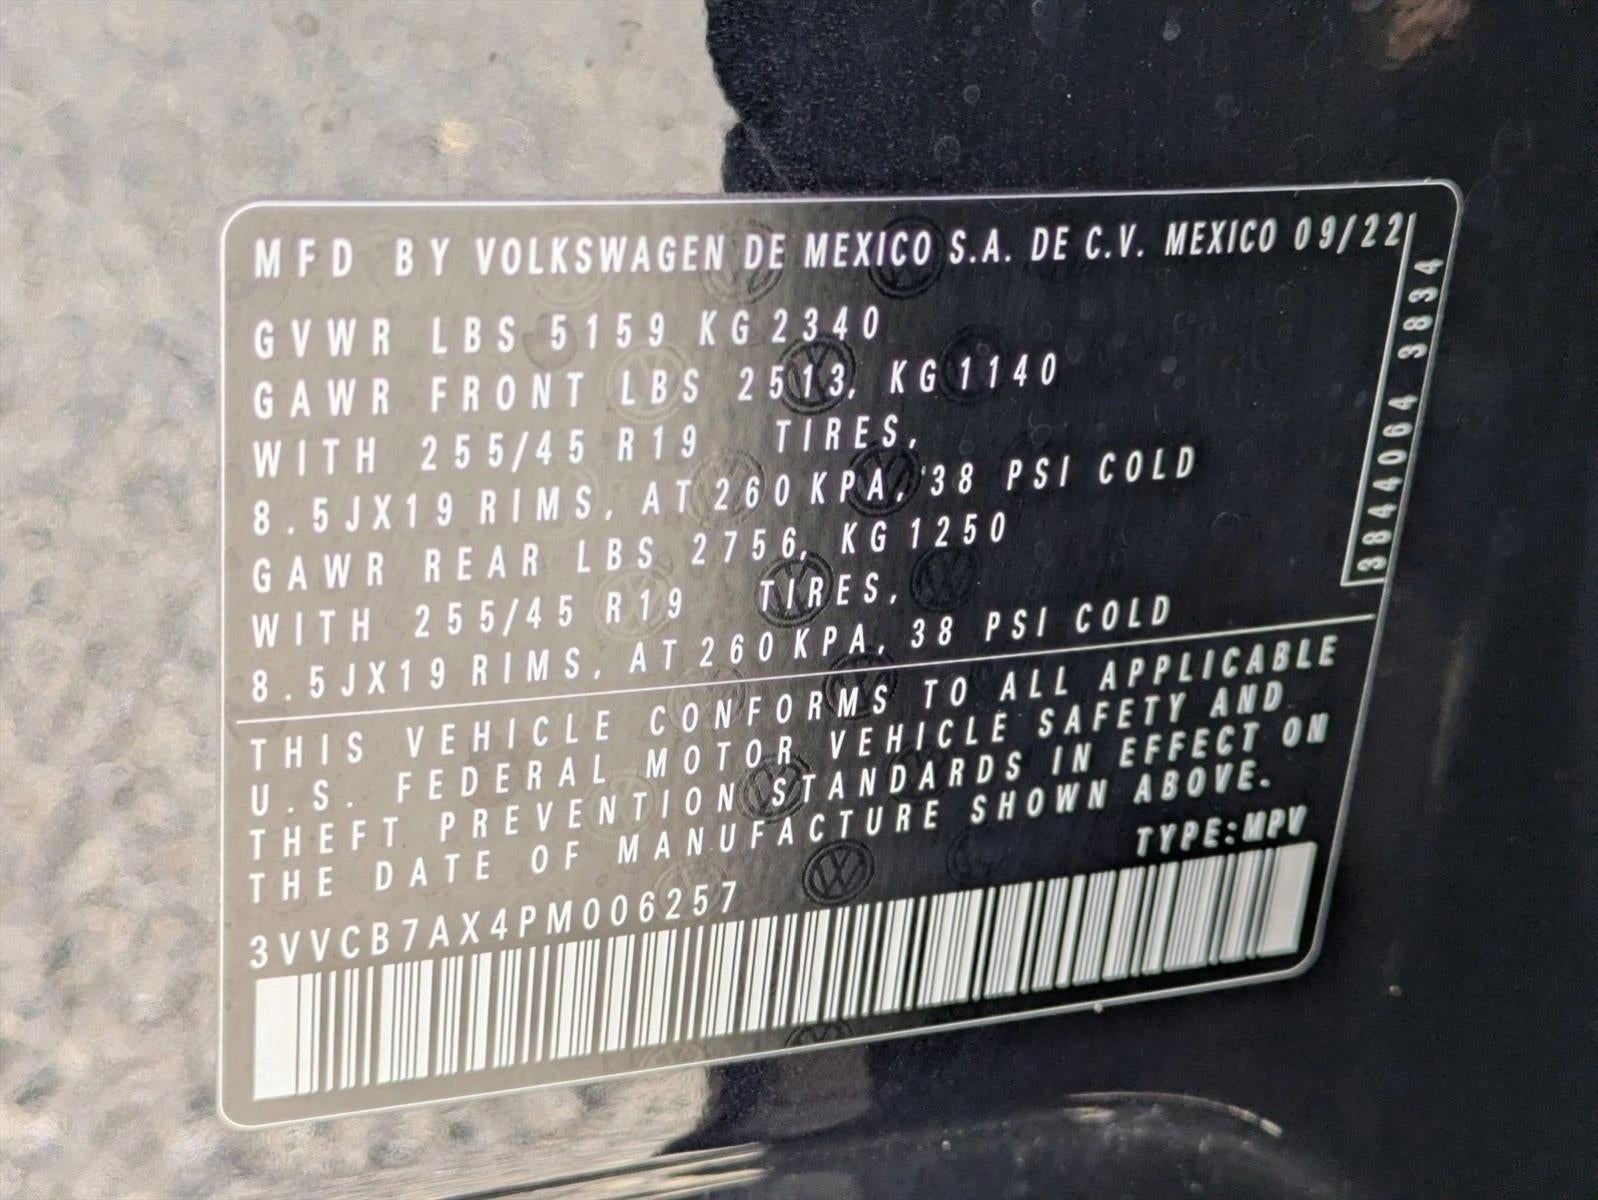 MFD BY VOLKSWAGEN DE MEXICO S.A. DE C.V. MEXICO 09/22
GVWR LBS 5159 KG 2340
GAWR FRONT LBS 2513, KG 1140
WITH 255/45 R19 TIRES,
8.5JX19 RIMS, AT 260 KPA, 38 PSI COLD
GAWR REAR LBS 2756, KG 1250
WITH 255/45 R19 TIRES,
8.5JX19 RIMS, AT 260 KPA, 38 PSI COLD
3844064 3834
THIS VEHICLE CONFORMS TO ALL APPLICABLE
U.S. FEDERAL MOTOR VEHICLE SAFETY AND
THEFT PREVENTION STANDARDS IN EFFECT ON
THE DATE OF MANUFACTURE SHOWN ABOVE.
TYPE:MPV
3VVCB7AX4PM006257